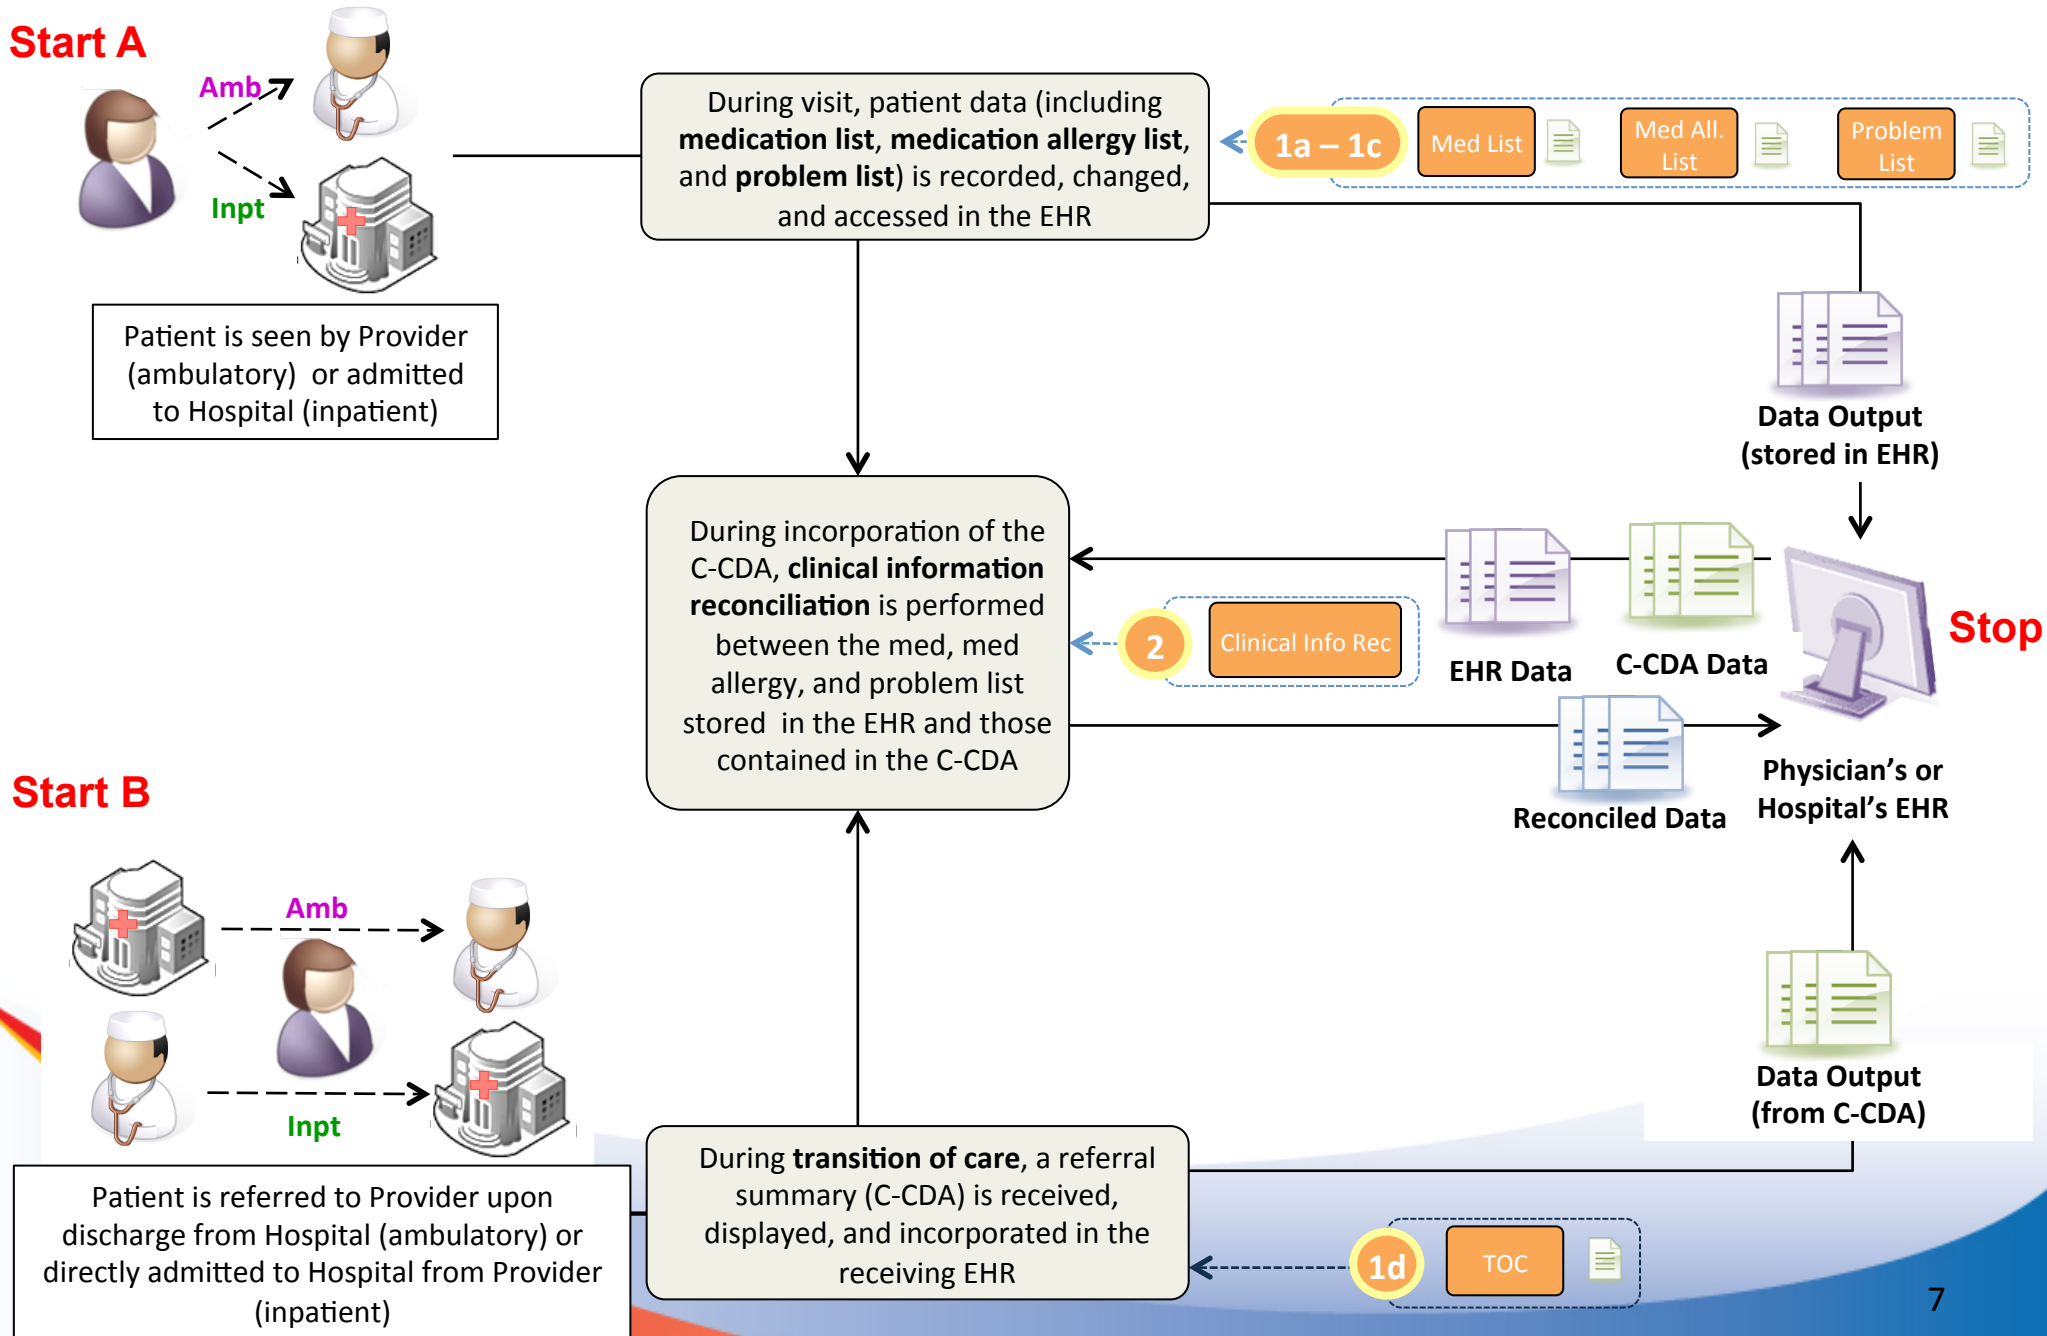 Start A
Amb
Inpt
Patient is seen by Provider
(ambulatory)  or admitted
to Hospital (inpatient)
During visit, patient data (including
medication list, medication allergy list,
and problem list) is recorded, changed,
and accessed in the EHR
1a – 1c
Med List
Med All.
List
Problem
List
Data Output
(stored in EHR)
During incorporation of the
C-CDA, clinical information
reconciliation is performed
between the med, med
allergy, and problem list
stored  in the EHR and those
contained in the C-CDA
2
Clinical Info Rec
EHR Data
C-CDA Data
Stop
Reconciled Data
Physician’s or
Hospital’s EHR
Start B
Amb
Inpt
Patient is referred to Provider upon
discharge from Hospital (ambulatory) or
directly admitted to Hospital from Provider
(inpatient)
During transition of care, a referral
summary (C-CDA) is received,
displayed, and incorporated in the
receiving EHR
1d
TOC
Data Output
(from C-CDA)
7